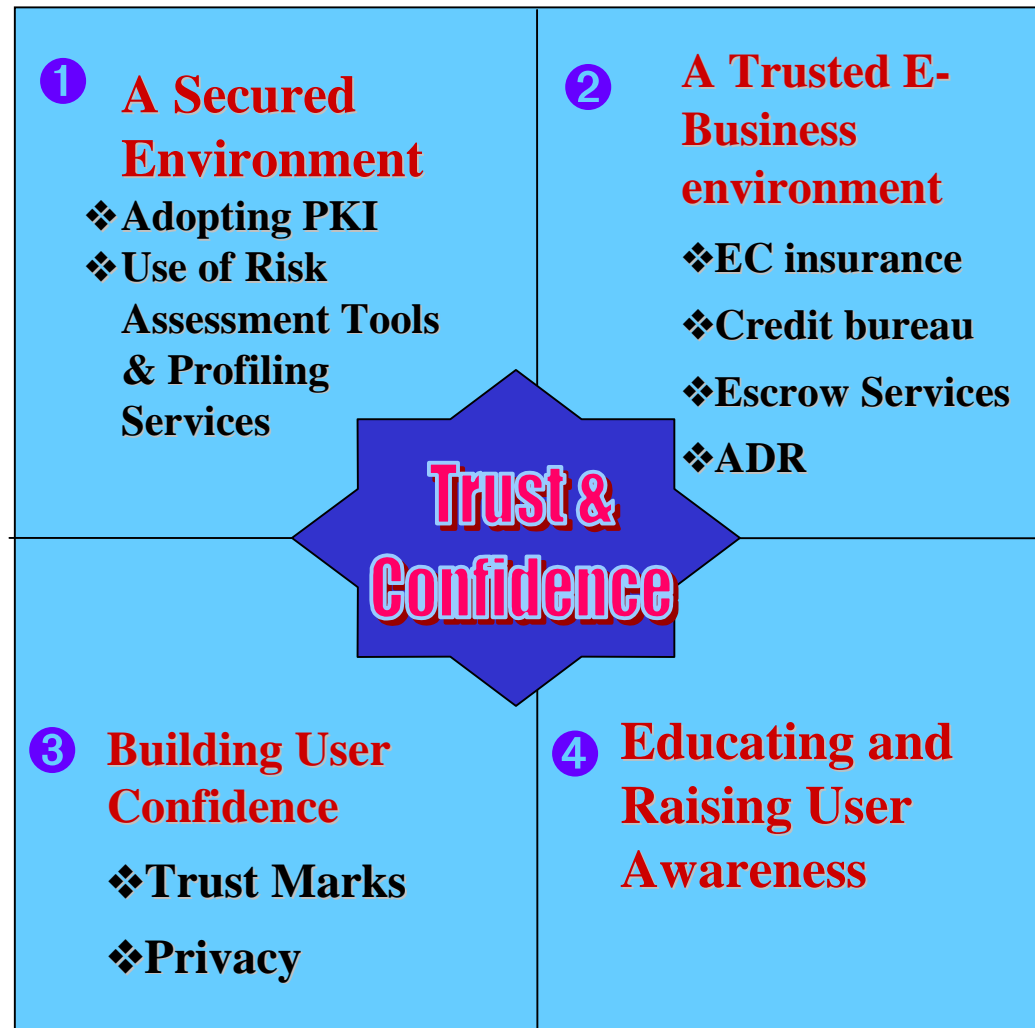 ❶ A Secured
Environment
❖Adopting PKI
❖Use of Risk
Assessment Tools
& Profiling
Services
❷ A Trusted E-
Business
environment
❖EC insurance
❖Credit bureau
❖Escrow Services
❖ADR
Trust &
Confidence
❸ Building User
Confidence
❖Trust Marks
❖Privacy
❹ Educating and
Raising User
Awareness